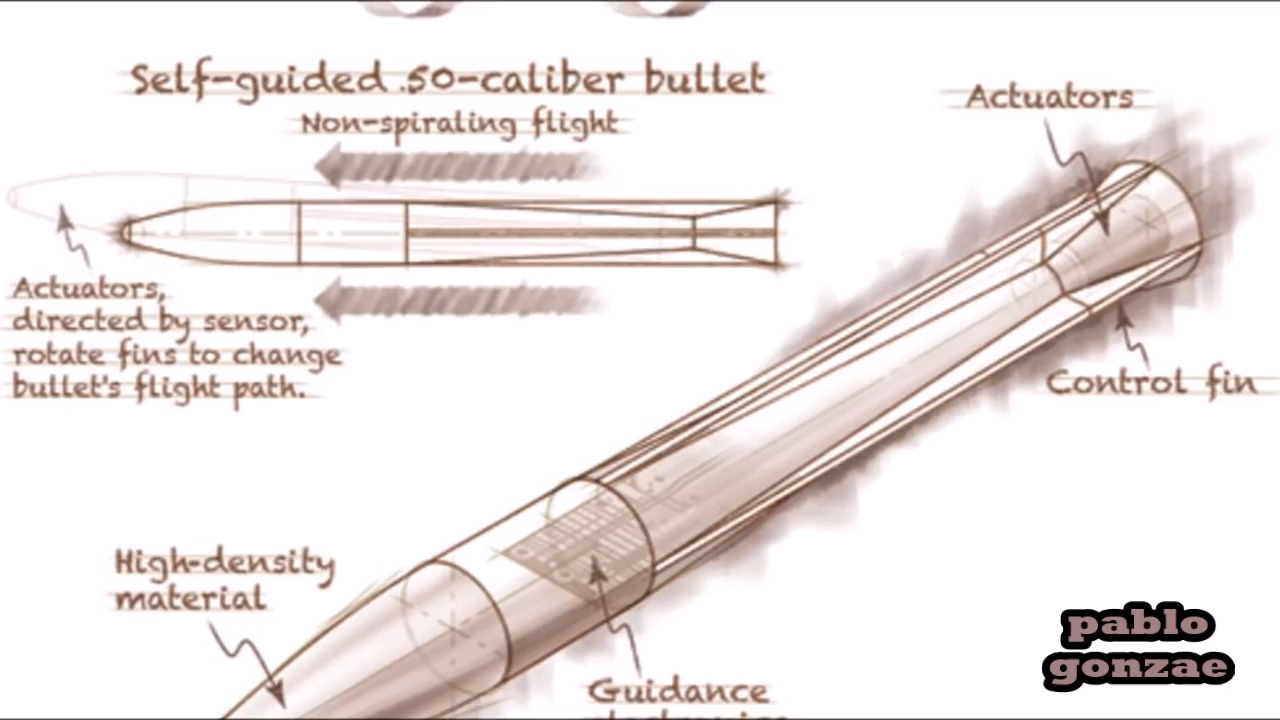 Self-guided .50-caliber bullet
Non-spiraling flight
Actuators
Actuators,
directed by sensor,
rotate fins to change
bullet's flight path.
Control fin
High-density
material
Guidance
pablo
gonzae